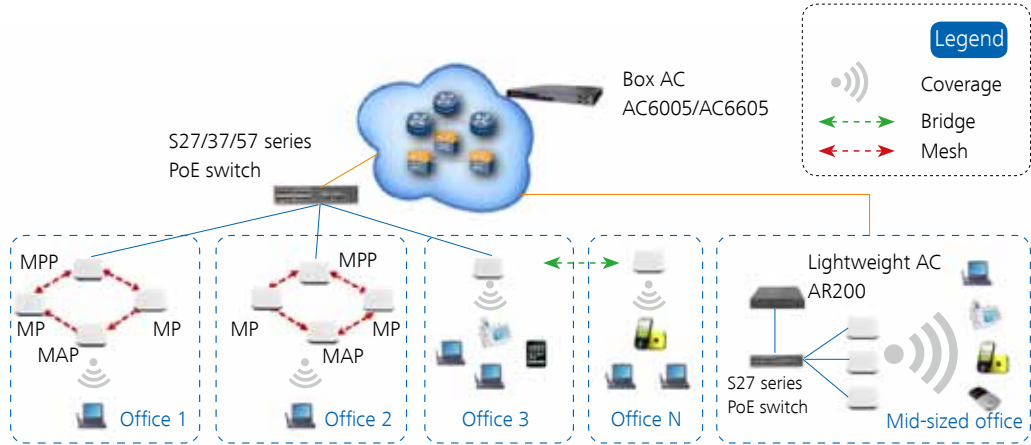 Legend
Coverage
Bridge
Mesh
Box AC
AC6005/AC6605
S27/37/57 series
PoE switch
MPP
MP
MP
MAP
Office 1
MPP
MP
MP
MAP
Office 2
Office 3
Office N
Lightweight AC
AR200
S27 series
PoE switch
Mid-sized office